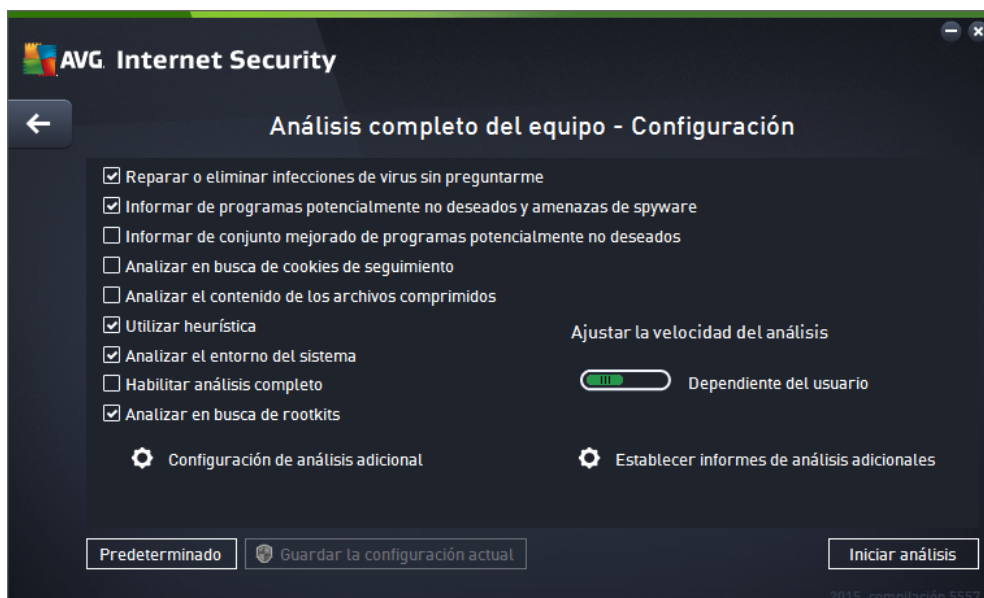 AVG. Internet Security
Análisis completo del equipo - Configuración
Reparar o eliminar infecciones de virus sin preguntarme
Informar de programas potencialmente no deseados y amenazas de spyware
Informar de conjunto mejorado de programas potencialmente no deseados
Analizar en busca de cookies de seguimiento
Analizar el contenido de los archivos comprimidos
Utilizar heurística
Analizar el entorno del sistema
Habilitar análisis completo
Analizar en busca de rootkits
Ajustar la velocidad del análisis
Dependiente del usuario
Configuración de análisis adicional
Establecer informes de análisis adicionales
Predeterminado
Guardar la configuración actual
Iniciar análisis
2015 compilación 5557